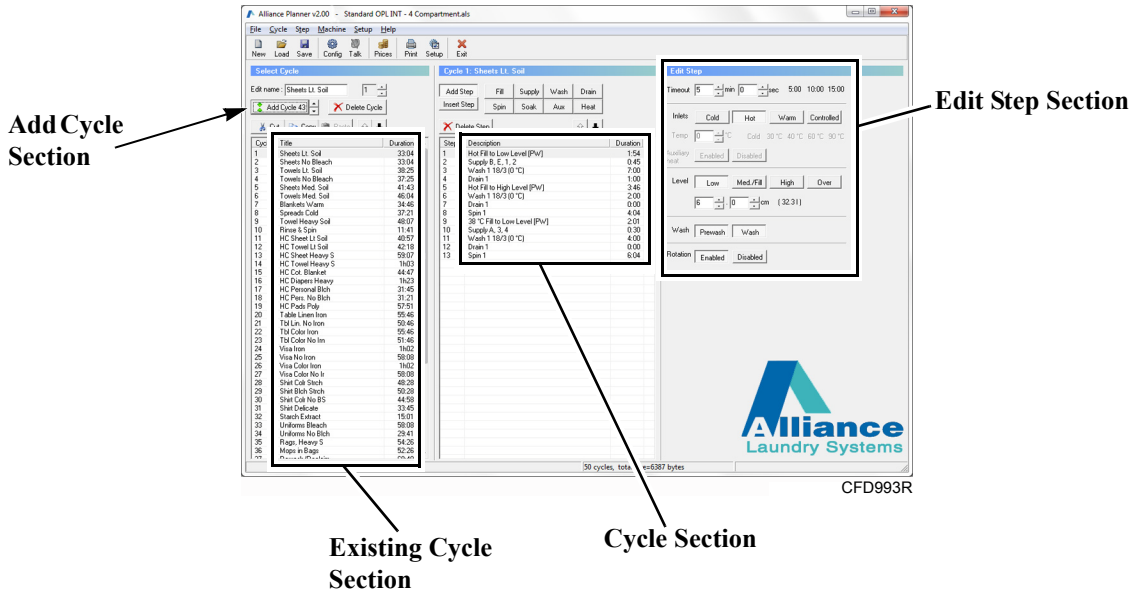 Alliance Planner v2.00 - Standard OPL INT - 4 Compartment.als
File Cycle Step Machine Setup Help
New Load Save Config Talk Prices Print Setup Exit
Select Cycle
Edit name : Sheets Lt. Soil 1
Add Cycle 43 Delete Cycle
Cut Copy Paste
Cyc Title Duration
1 Sheets Lt. Soil 33:04
2 Sheets No Bleach 33:04
3 Towels Lt. Soil 38:25
4 Towels No Bleach 37:25
5 Sheets Med. Soil 41:43
6 Towels Med. Soil 46:04
7 Blankets Warm 34:46
8 Spreads Cold 37:21
9 Towel Heavy Soil 48:07
10 Rinse & Spin 11:41
11 HC Sheet Lt Soil 40:57
12 HC Towel Lt Soil 42:18
13 HC Sheet Heavy S 59:07
14 HC Towel Heavy S 1h03
15 HC Cot. Blanket 44:47
16 HC Diapers Heavy 1h23
17 HC Personal Blch 31:45
18 HC Pers. No Blch 31:21
19 HC Pads Poly 57:51
20 Table Linen Iron 55:46
21 Tbl Lin. No Iron 50:46
22 Tbl Color Iron 55:46
23 Tbl Color No Irn 51:46
24 Visa Iron 1h02
25 Visa No Iron 58:08
26 Visa Color Iron 1h02
27 Visa Color No Ir 58:08
28 Shirt Colr Strch 48:28
29 Shirt Blch Strch 50:28
30 Shirt Colr No BS 44:58
31 Shirt Delicate 33:45
32 Starch Extract 15:01
33 Uniforms Bleach 58:08
34 Uniforms No Blch 29:41
35 Rags, Heavy S 54:26
36 Mops in Bags 52:26
Cycle 1: Sheets Lt. Soil
Add Step Fill Supply Wash Drain
Insert Step Spin Soak Aux Heat
Delete Step
Step Description Duration
1 Hot Fill to Low Level [PW] 1:54
2 Supply B, E, 1, 2 0:45
3 Wash 1 18/3 (0 °C) 7:00
4 Drain 1 1:00
5 Hot Fill to High Level [PW] 3:46
6 Wash 1 18/3 (0 °C) 2:00
7 Drain 1 0:00
8 Spin 1 4:04
9 38 °C Fill to Low Level [PW] 2:01
10 Supply A, 3, 4 0:30
11 Wash 1 18/3 (0 °C) 4:00
12 Drain 1 0:00
13 Spin 1 6:04
Edit Step
Timeout 5 min 0 sec 5:00 10:00 15:00
Inlets Cold Hot Warm Controlled
Temp 0 °C Cold 30 °C 40 °C 60 °C 90 °C
Auxiliary heat Enabled Disabled
Level Low Med./Fill High Over
6 . 0 cm (32.3 l)
Wash Prewash Wash
Rotation Enabled Disabled
Alliance
Laundry Systems
50 cycles,
=6387 bytes
CFD993R
Add Cycle
Section
Edit Step Section
Existing Cycle
Section
Cycle Section